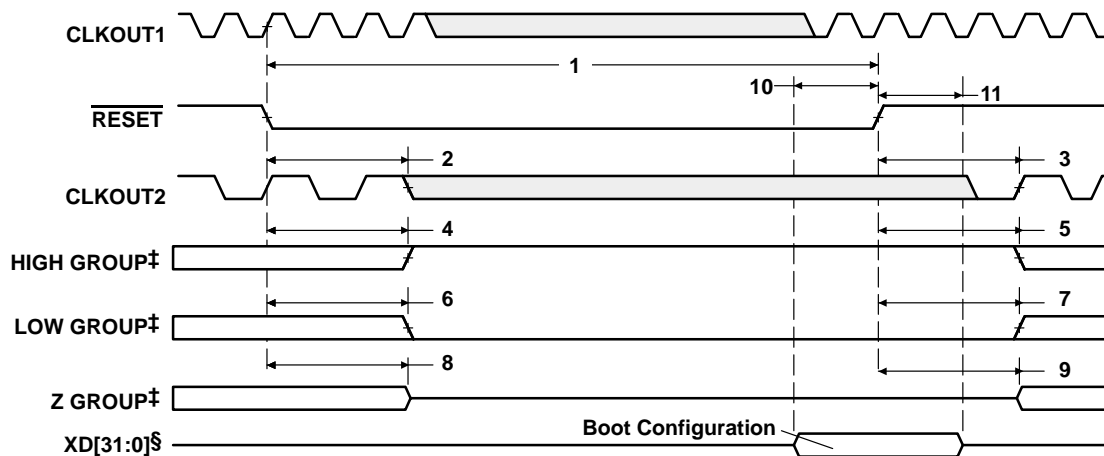 CLKOUT1
1
10
11
RESET
2
3
CLKOUT2
4
5
HIGH GROUP‡
6
7
LOW GROUP‡
8
9
Z GROUP‡
Boot Configuration
XD[31:0]§